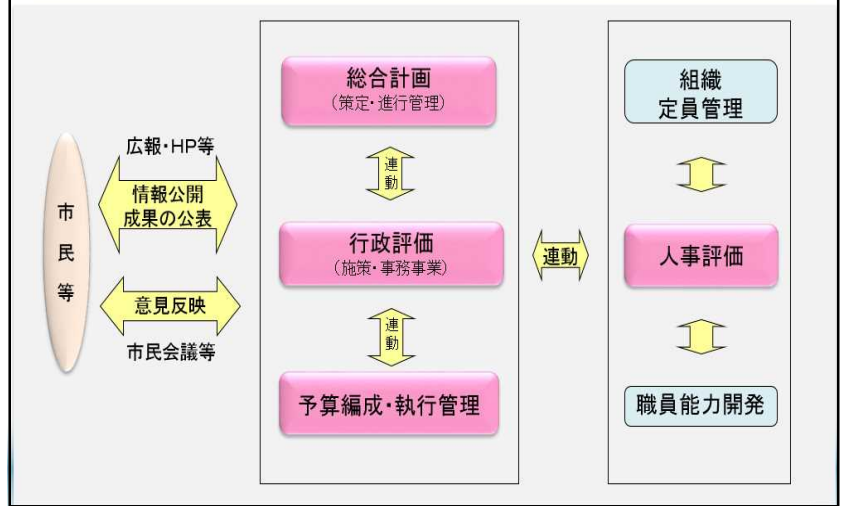 市
民
等
広報・HP等
情報公開
成果の公表
意見反映
市民会議等
総合計画
(策定・進行管理)
連
動
行政評価
(施策・事務事業)
連
動
予算編成・執行管理
連動
組織
定員管理
人事評価
職員能力開発